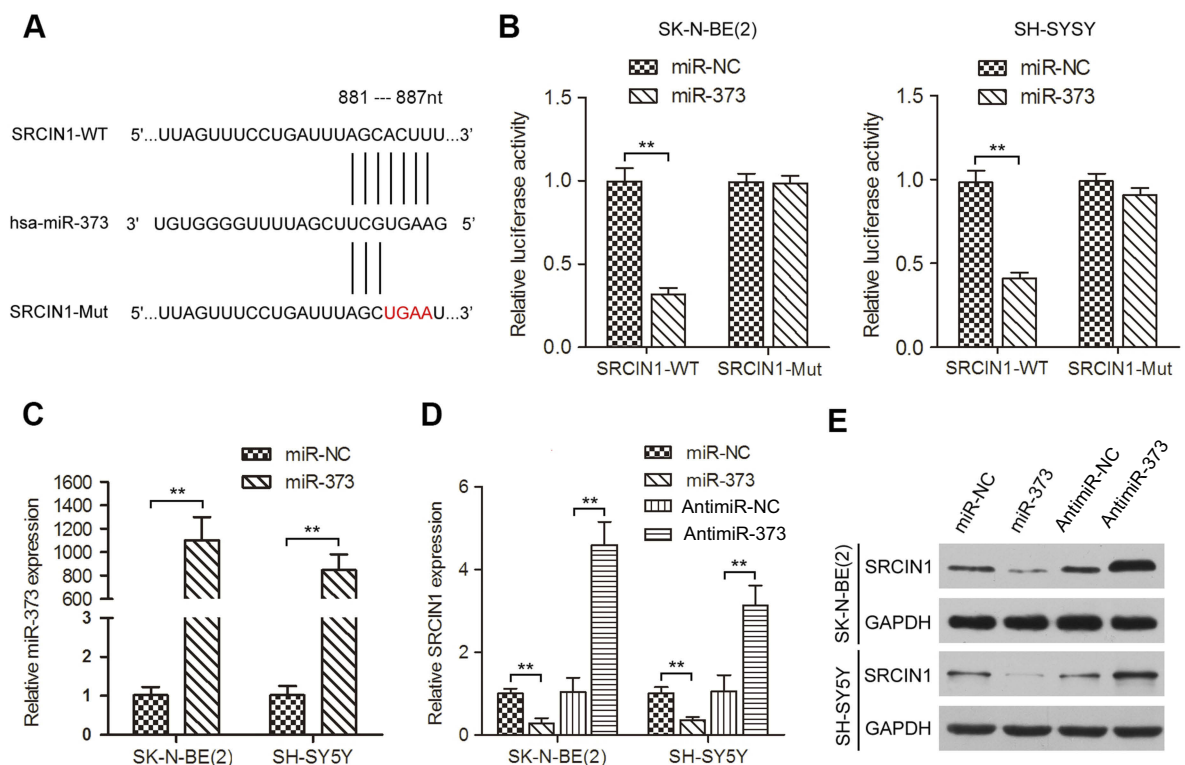 A
881 --- 887nt
SRCIN1-WT 5'...UUAGUUUCCUGAUUUAGCACUUU...3'
hsa-miR-373 3' UGUGGGGUUUUAGCUUCGUGAAG 5'
SRCIN1-Mut 5'...UUAGUUUCCUGAUUUAGCUGAAU...3'
B
SK-N-BE(2)
miR-NC
miR-373
Relative luciferase activity
1.5
1.0
0.5
0.0
**
SRCIN1-WT SRCIN1-Mut
SH-SYSY
miR-NC
miR-373
Relative luciferase activity
1.5
1.0
0.5
0.0
**
SRCIN1-WT SRCIN1-Mut
C
miR-NC
miR-373
Relative miR-373 expression
1600
1400
1200
1000
800
600
3
2
1
0
**
**
SK-N-BE(2) SH-SY5Y
D
miR-NC
miR-373
AntimiR-NC
AntimiR-373
Relative SRCIN1 expression
6
4
2
0
**
**
**
**
SK-N-BE(2) SH-SY5Y
E
miR-NC miR-373 AntimiR-NC AntimiR-373
SK-N-BE(2)
SRCIN1
GAPDH
SH-SY5Y
SRCIN1
GAPDH